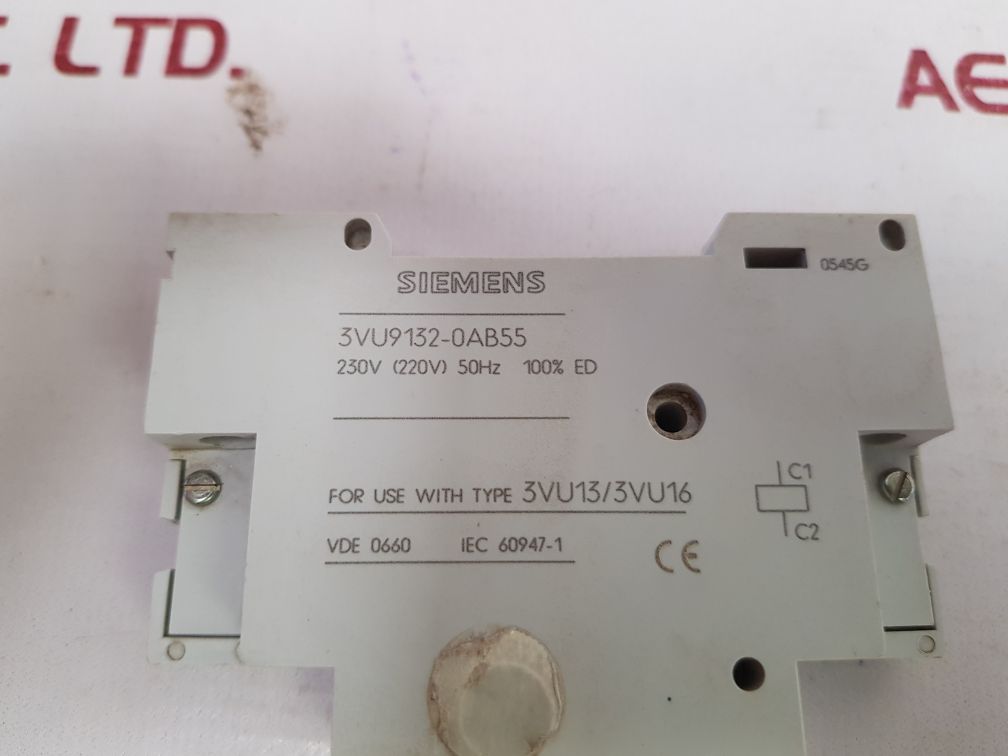 LTD.
AE
SIEMENS
0545G
3VU9132-0AB55
230V (220V) 50Hz 100% ED
FOR USE WITH TYPE 3VU13/3VU16
C1
C2
VDE 0660 IEC 60947-1
CE